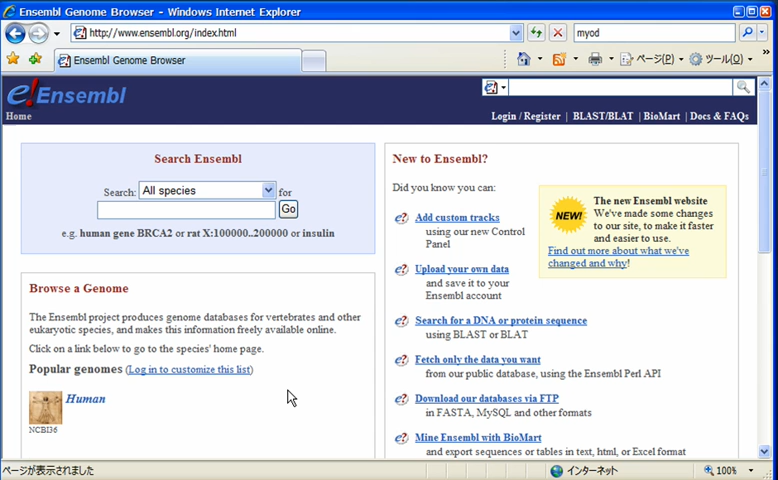 Ensembl Genome Browser - Windows Internet Explorer
http://www.ensembl.org/index.html
myod
Ensembl Genome Browser
ページ(P)
ツール(O)
e!Ensembl
Home
Login / Register | BLAST/BLAT | BioMart | Docs & FAQs
Search Ensembl
Search: All species for
Go
e.g. human gene BRCA2 or rat X:100000..200000 or insulin
Browse a Genome
The Ensembl project produces genome databases for vertebrates and other
eukaryotic species, and makes this information freely available online.
Click on a link below to go to the species' home page.
Popular genomes (Log in to customize this list)
Human
NCBI36
New to Ensembl?
Did you know you can:
e? Add custom tracks
using our new Control
Panel
e? Upload your own data
and save it to your
Ensembl account
e? Search for a DNA or protein sequence
using BLAST or BLAT
e? Fetch only the data you want
from our public database, using the Ensembl Perl API
e? Download our databases via FTP
in FASTA, MySQL and other formats
e? Mine Ensembl with BioMart
and export sequences or tables in text, html, or Excel format
NEW!
The new Ensembl website
We've made some changes
to our site, to make it faster
and easier to use.
Find out more about what we've
changed and why!
ページが表示されました
インターネット
100%